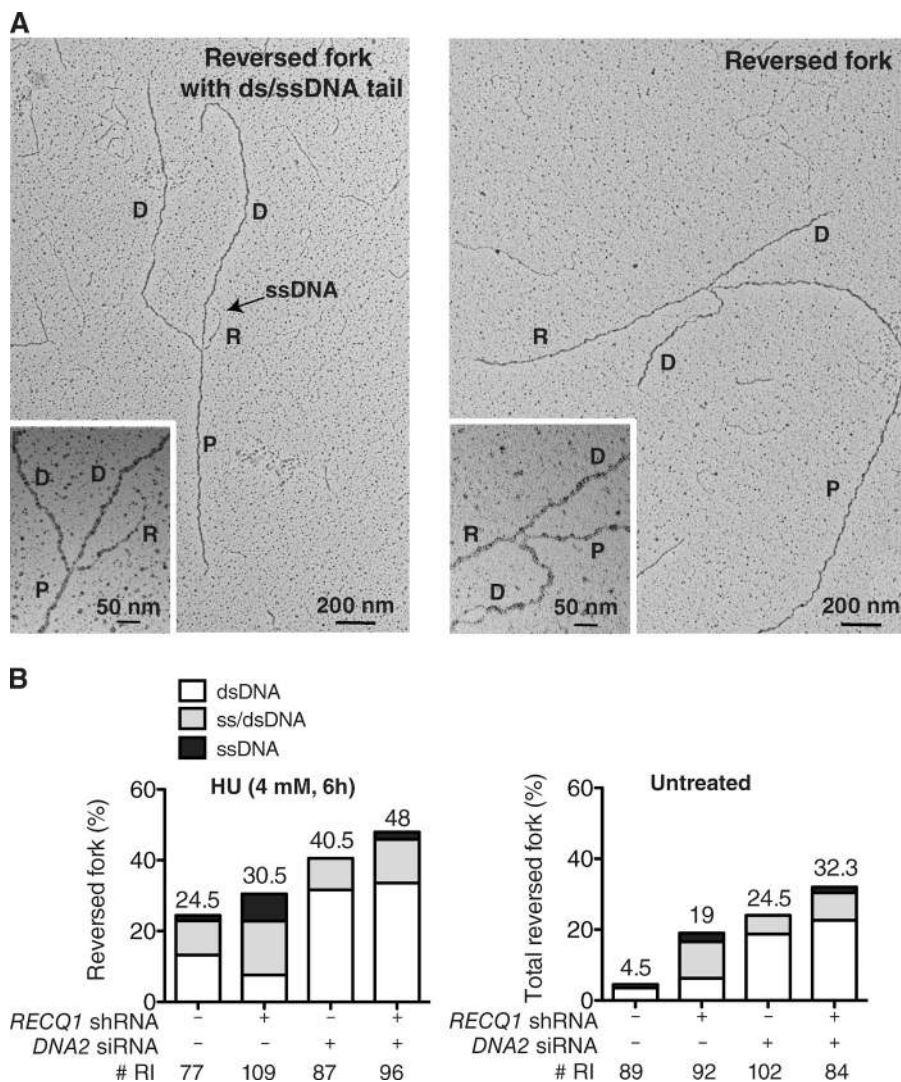 A
Reversed fork
with ds/ssDNA tail
D
D
ssDNA
R
P
D
D
R
P
50 nm
200 nm
Reversed fork
D
R
D
P
D
R
P
D
50 nm
200 nm
B
dsDNA
ss/dsDNA
ssDNA
HU (4 mM, 6h)
Reversed fork (%)
60
40
20
0
24.5
30.5
40.5
48
RECQ1 shRNA - + - +
DNA2 siRNA - - + +
# RI 77 109 87 96
Untreated
Total reversed fork (%)
60
40
20
0
4.5
19
24.5
32.3
RECQ1 shRNA - + - +
DNA2 siRNA - - + +
# RI 89 92 102 84